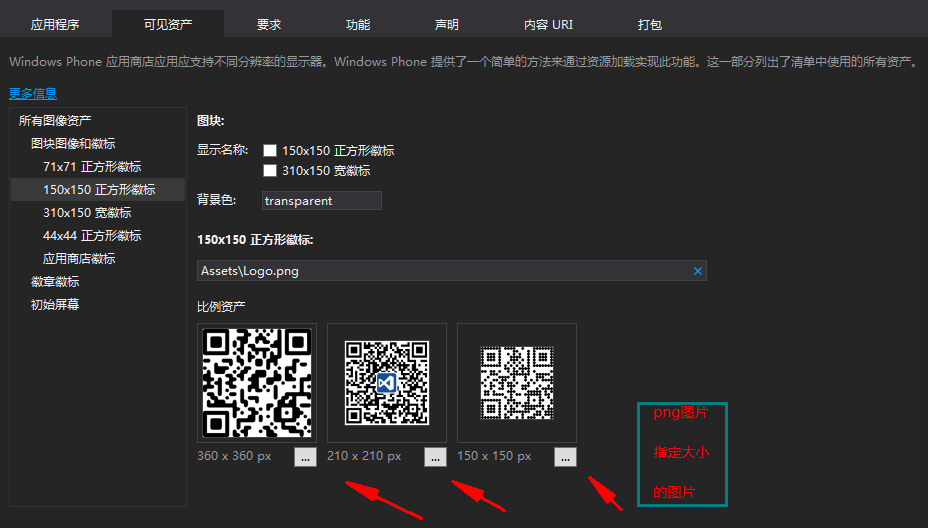 应用程序 可见资产 要求 功能 声明 内容 URI 打包
Windows Phone 应用商店应用应支持不同分辨率的显示器。Windows Phone 提供了一个简单的方法来通过资源加载实现此功能。这一部分列出了清单中使用的所有资产。
更多信息
所有图像资产
图块图像和徽标
71x71 正方形徽标
150x150 正方形徽标
310x150 宽徽标
44x44 正方形徽标
应用商店徽标
徽章徽标
初始屏幕
图块:
显示名称: 150x150 正方形徽标
310x150 宽徽标
背景色: transparent
150x150 正方形徽标:
Assets\Logo.png
比例资产
360 x 360 px ... 210 x 210 px ... 150 x 150 px ...
png图片
指定大小
的图片